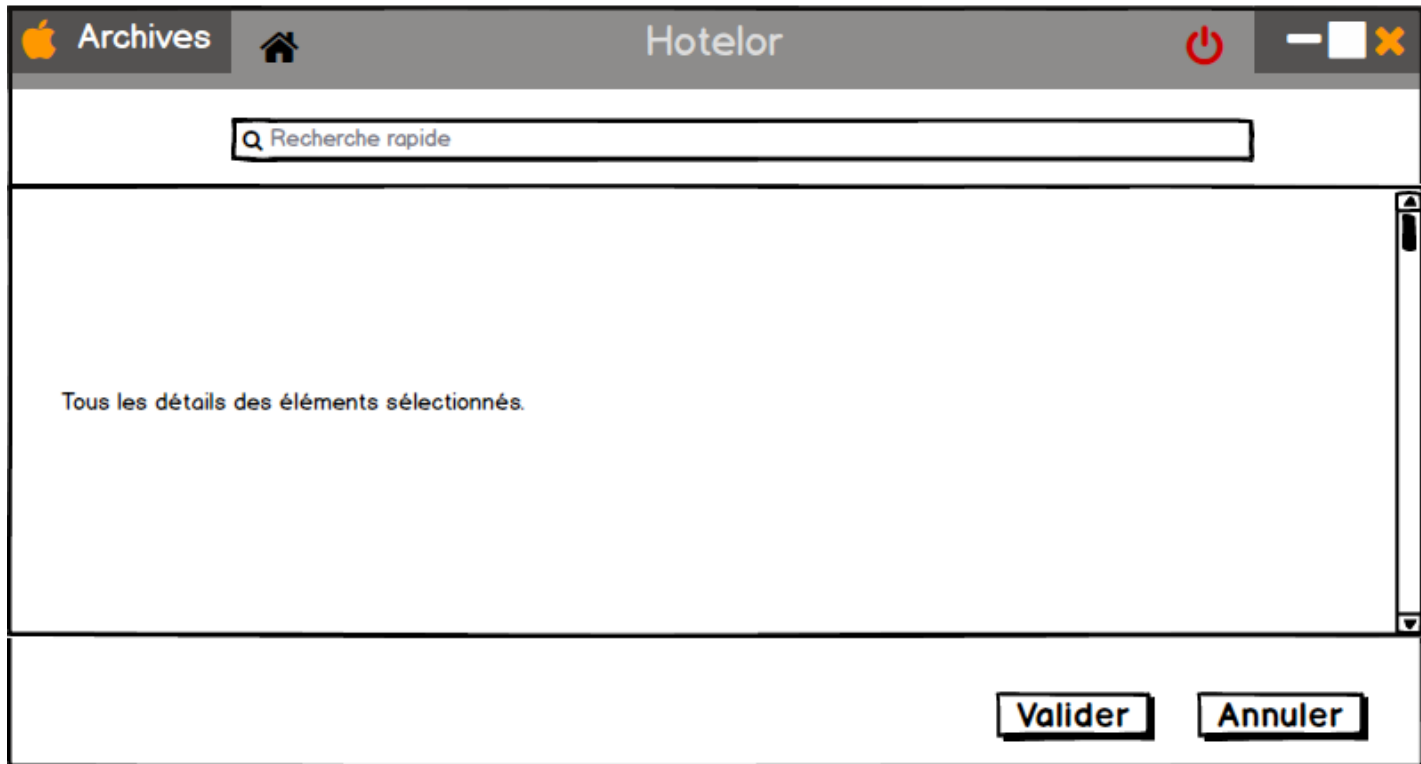 Archives
Hotelor
Recherche rapide
Tous les détails des éléments sélectionnés.
Valider
Annuler